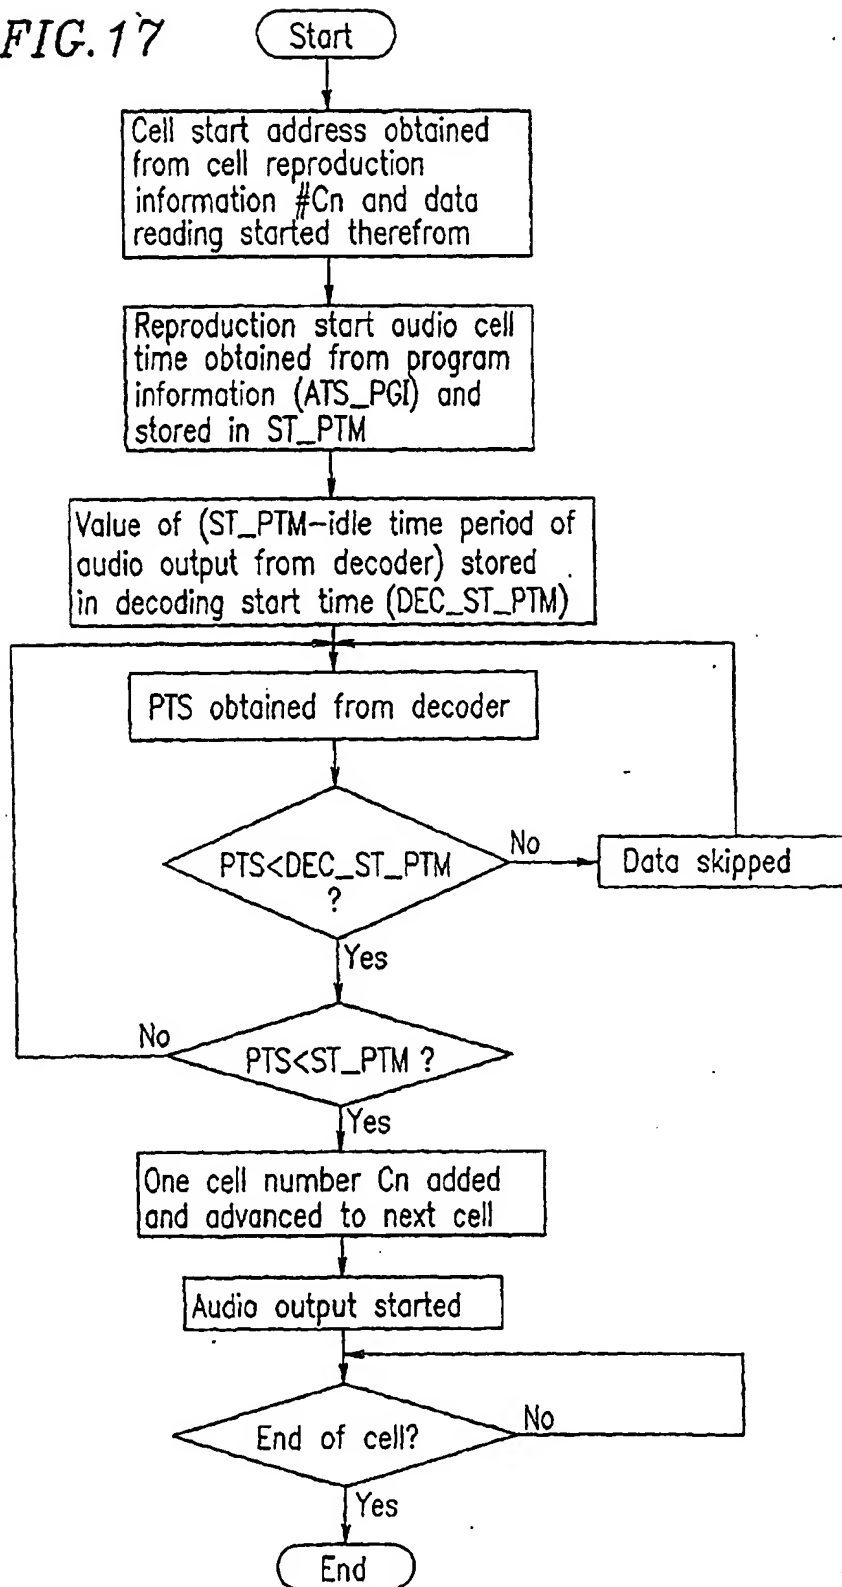 FIG.17
Start
Cell start address obtained
from cell reproduction
information #Cn and data
reading started therefrom
Reproduction start audio cell
time obtained from program
information (ATS_PGI) and
stored in ST_PTM
Value of (ST_PTM-idle time period of
audio output from decoder) stored
in decoding start time (DEC_ST_PTM)
PTS obtained from decoder
PTS<DEC_ST_PTM
?
No
Data skipped
Yes
No
PTS<ST_PTM ?
Yes
One cell number Cn added
and advanced to next cell
Audio output started
End of cell?
No
Yes
End